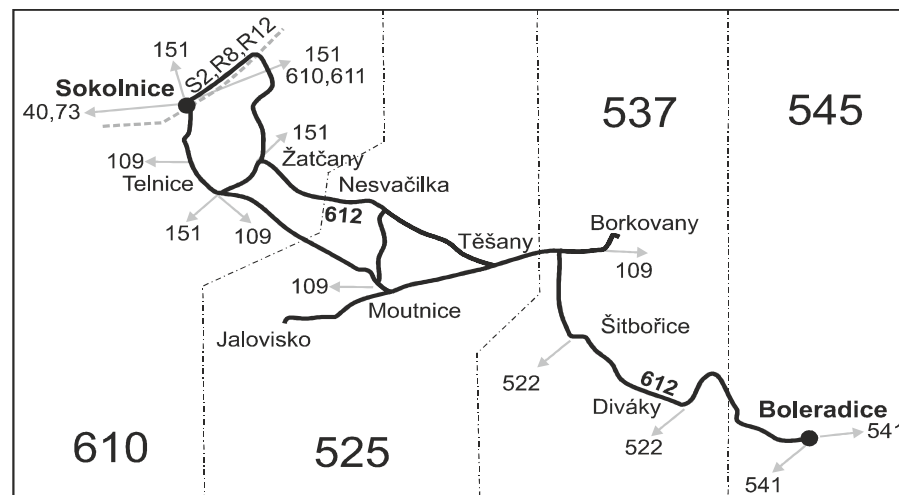 151
S2,R8,R12
151
610,611
Sokolnice
40,73
537
545
151
109
Žatčany
Telnice
Nesvačilka
612
151
109
Těšany
Borkovany
109
109
Moutnice
Jalovisko
Šitbořice
522
612
Diváky
Boleradice
522
541
541
610
525